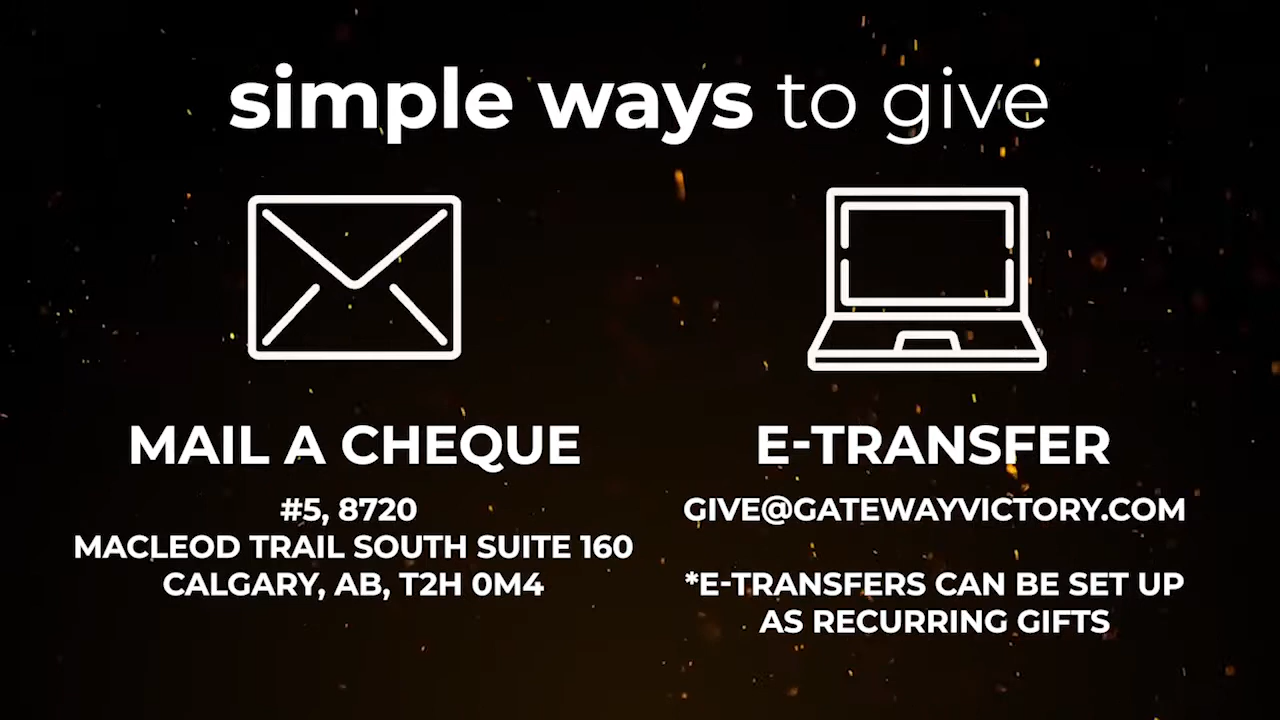 simple ways to give
MAIL A CHEQUE
#5, 8720
MACLEOD TRAIL SOUTH SUITE 160
CALGARY, AB, T2H 0M4
E-TRANSFER
GIVE@GATEWAYVICTORY.COM
*E-TRANSFERS CAN BE SET UP
AS RECURRING GIFTS